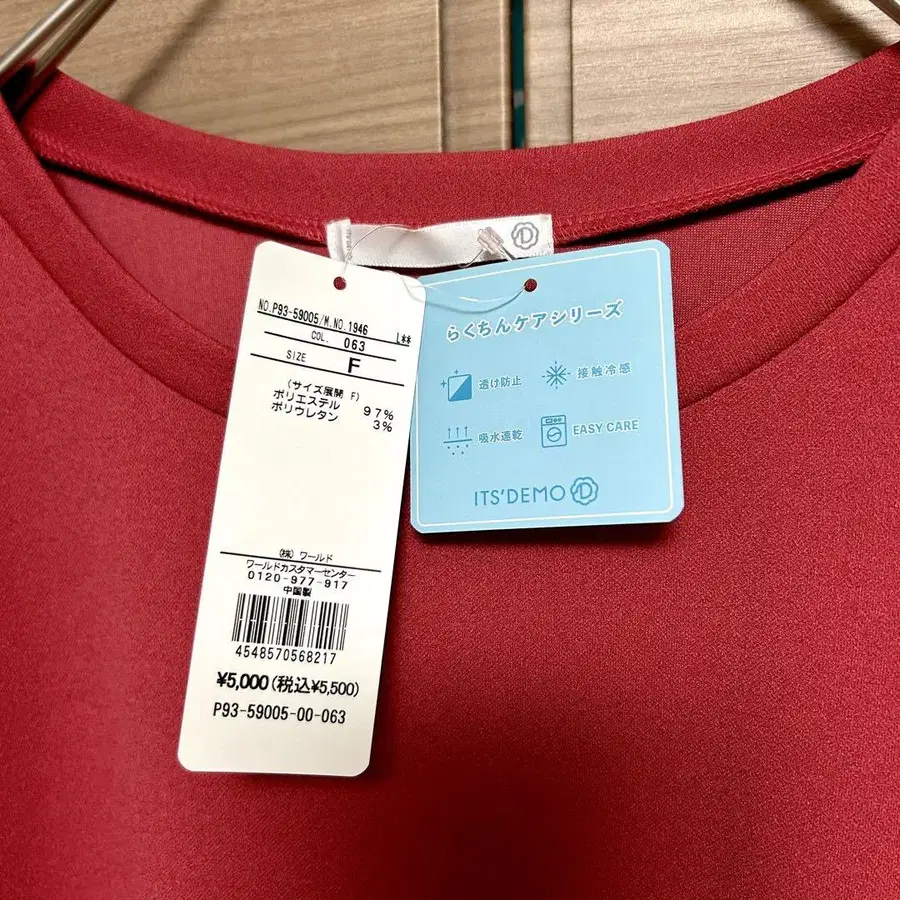 NO.P93-59005/M.NO.1946 L**
COL. 063
SIZE F
(サイズ展開 F)
ポリエステル 97%
ポリウレタン 3%
(株) ワールド
ワールドカスタマーセンター
0120-977-917
中国製
4548570568217
¥5,000(税込¥5,500)
P93-59005-00-063
らくちんケアシリーズ
透け防止
接触冷感
吸水速乾
EASY CARE
ITS'DEMO D
D